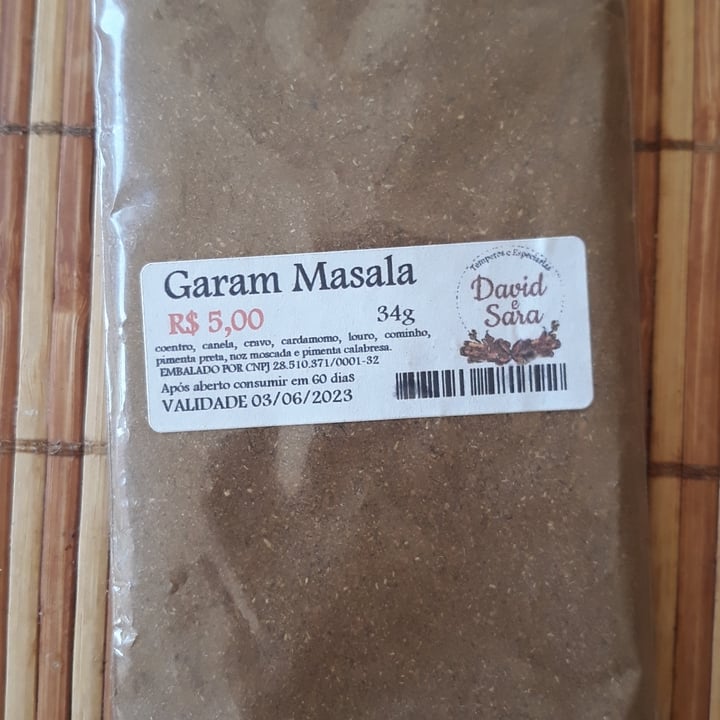 Garam Masala
R$ 5,00
34g
coentro, canela, cravo, cardamomo, louro, cominho,
pimenta preta, noz moscada e pimenta calabresa.
EMBALADO POR CNPJ 28.510.371/0001-32
Após aberto consumir em 60 dias
VALIDADE 03/06/2023
Temperos e Especiarias
David
e
Sara